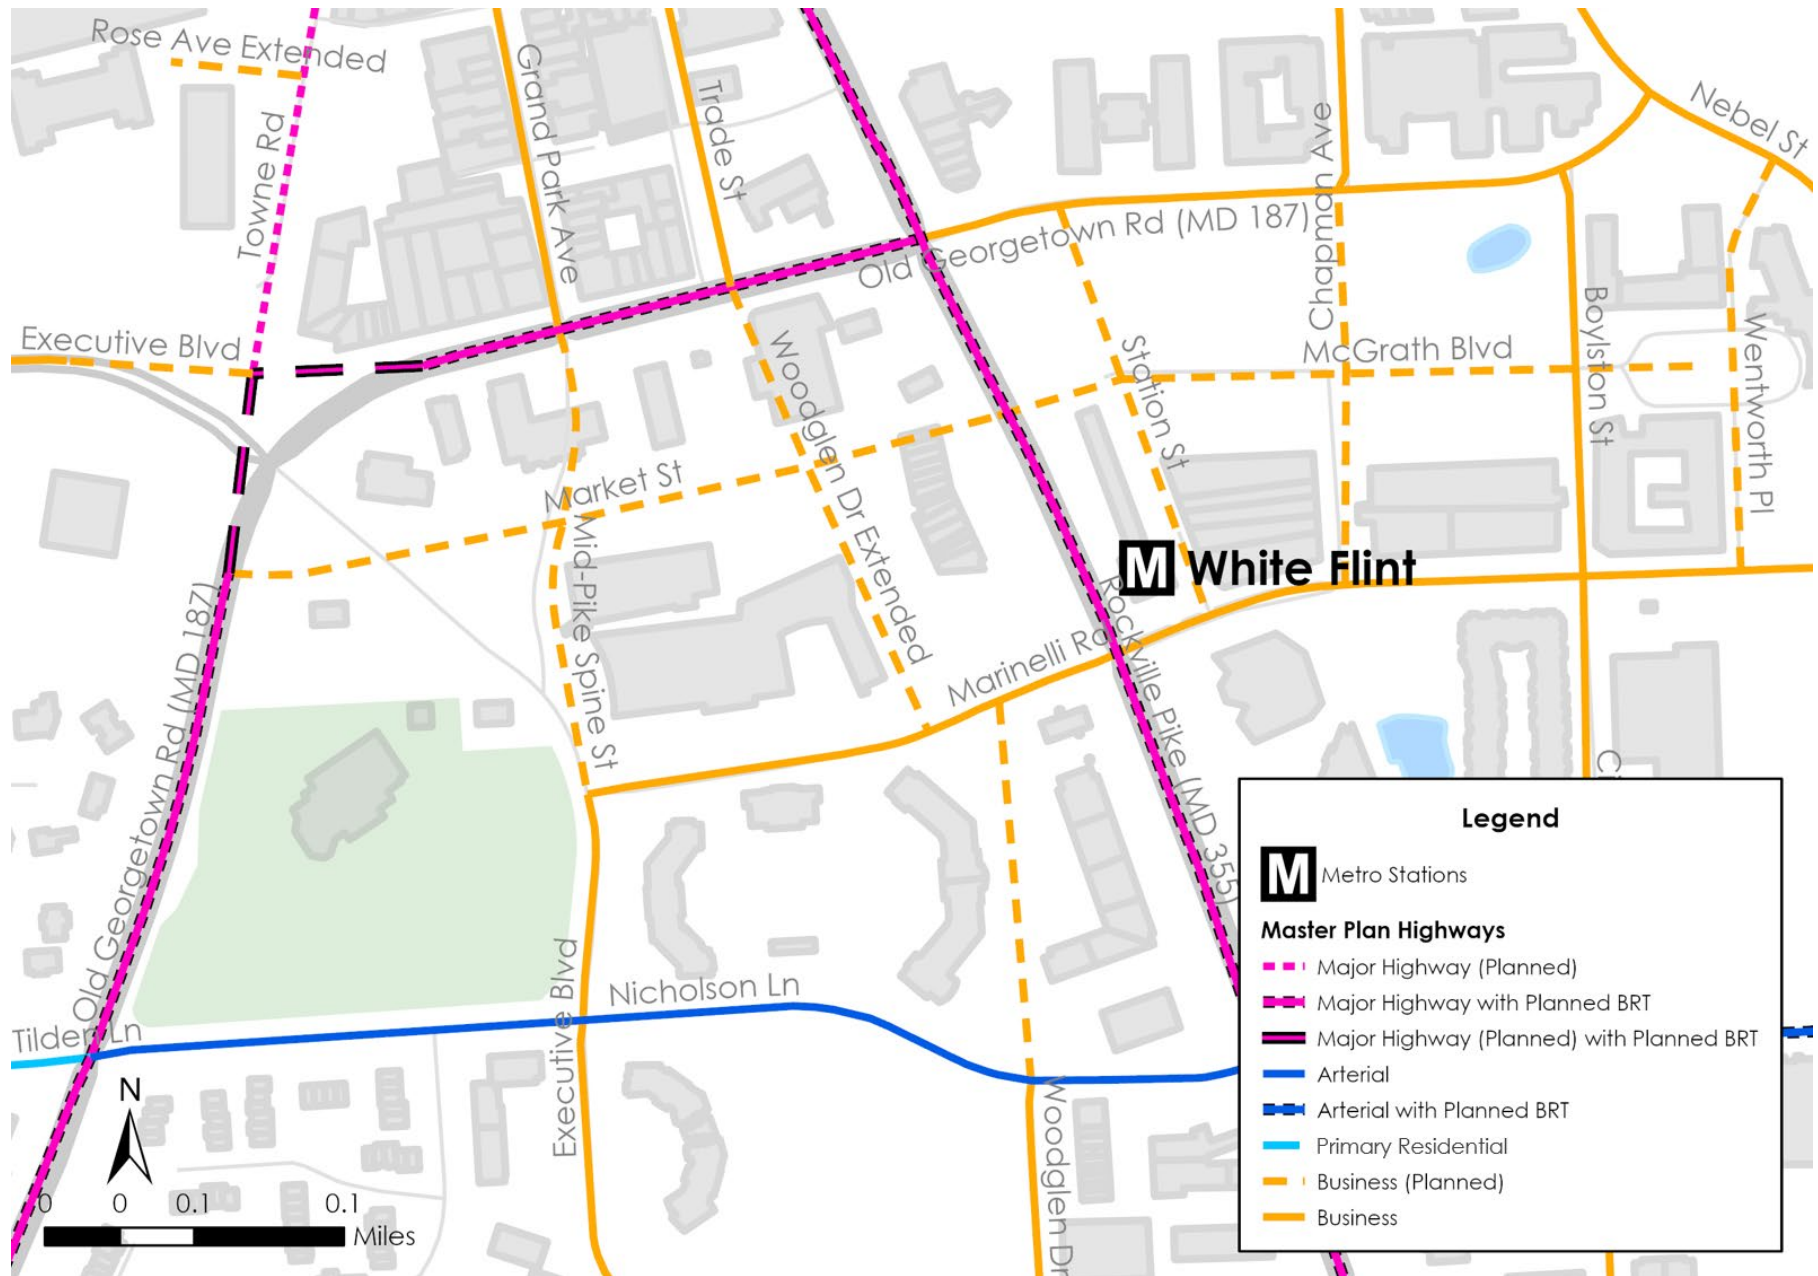 Rose Ave Extended
Towne Rd
Grand Park Ave
Trade St
Chapman Ave
Nebel St
Old Georgetown Rd (MD 187)
Executive Blvd
Woodglen Dr Extended
Station St
McGrath Blvd
Boylston St
Wentworth Pl
Market St
Mid-Pike Spine St
M White Flint
Old Georgetown Rd (MD 187)
Marinelli Rd
Rockville Pike (MD 355)
Executive Blvd
Nicholson Ln
Tilden Ln
Woodglen Dr
N
0 0 0.1 0.1
Miles
Legend
M Metro Stations
Master Plan Highways
Major Highway (Planned)
Major Highway with Planned BRT
Major Highway (Planned) with Planned BRT
Arterial
Arterial with Planned BRT
Primary Residential
Business (Planned)
Business